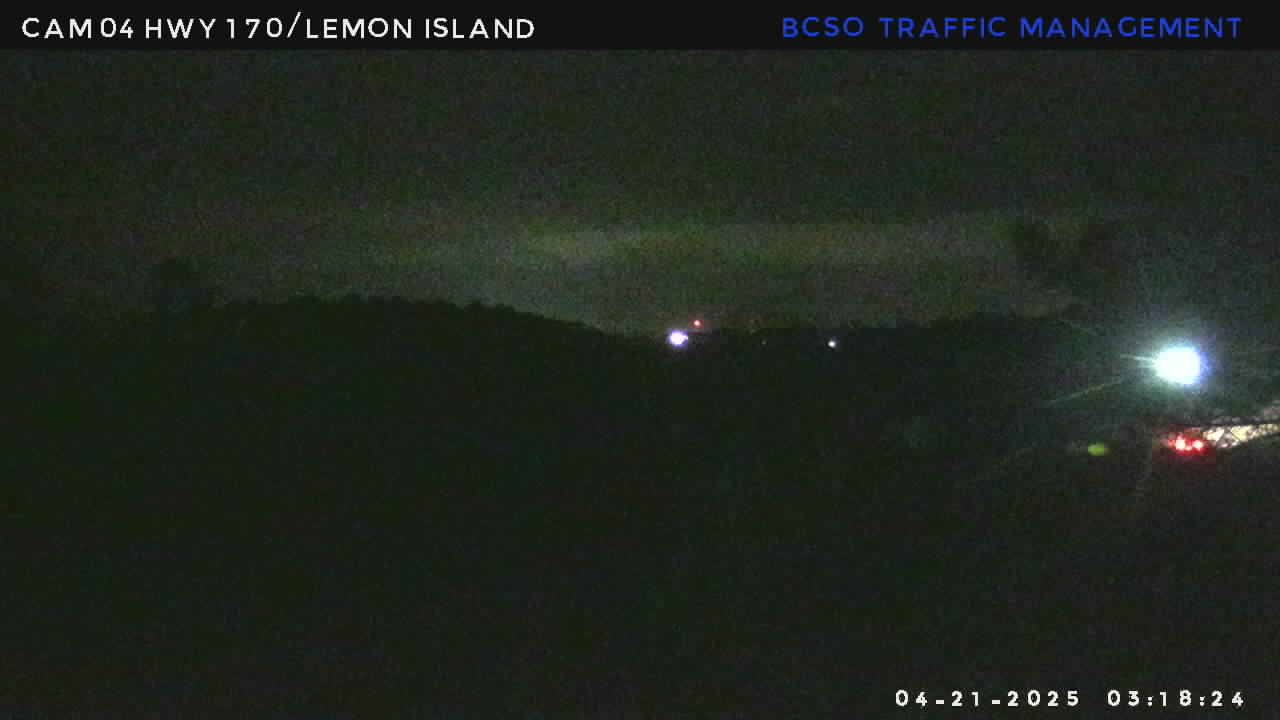 CAM04 HWY 170/LEMON ISLAND
BCSO TRAFFIC MANAGEMENT
04-21-2025 03:18:24